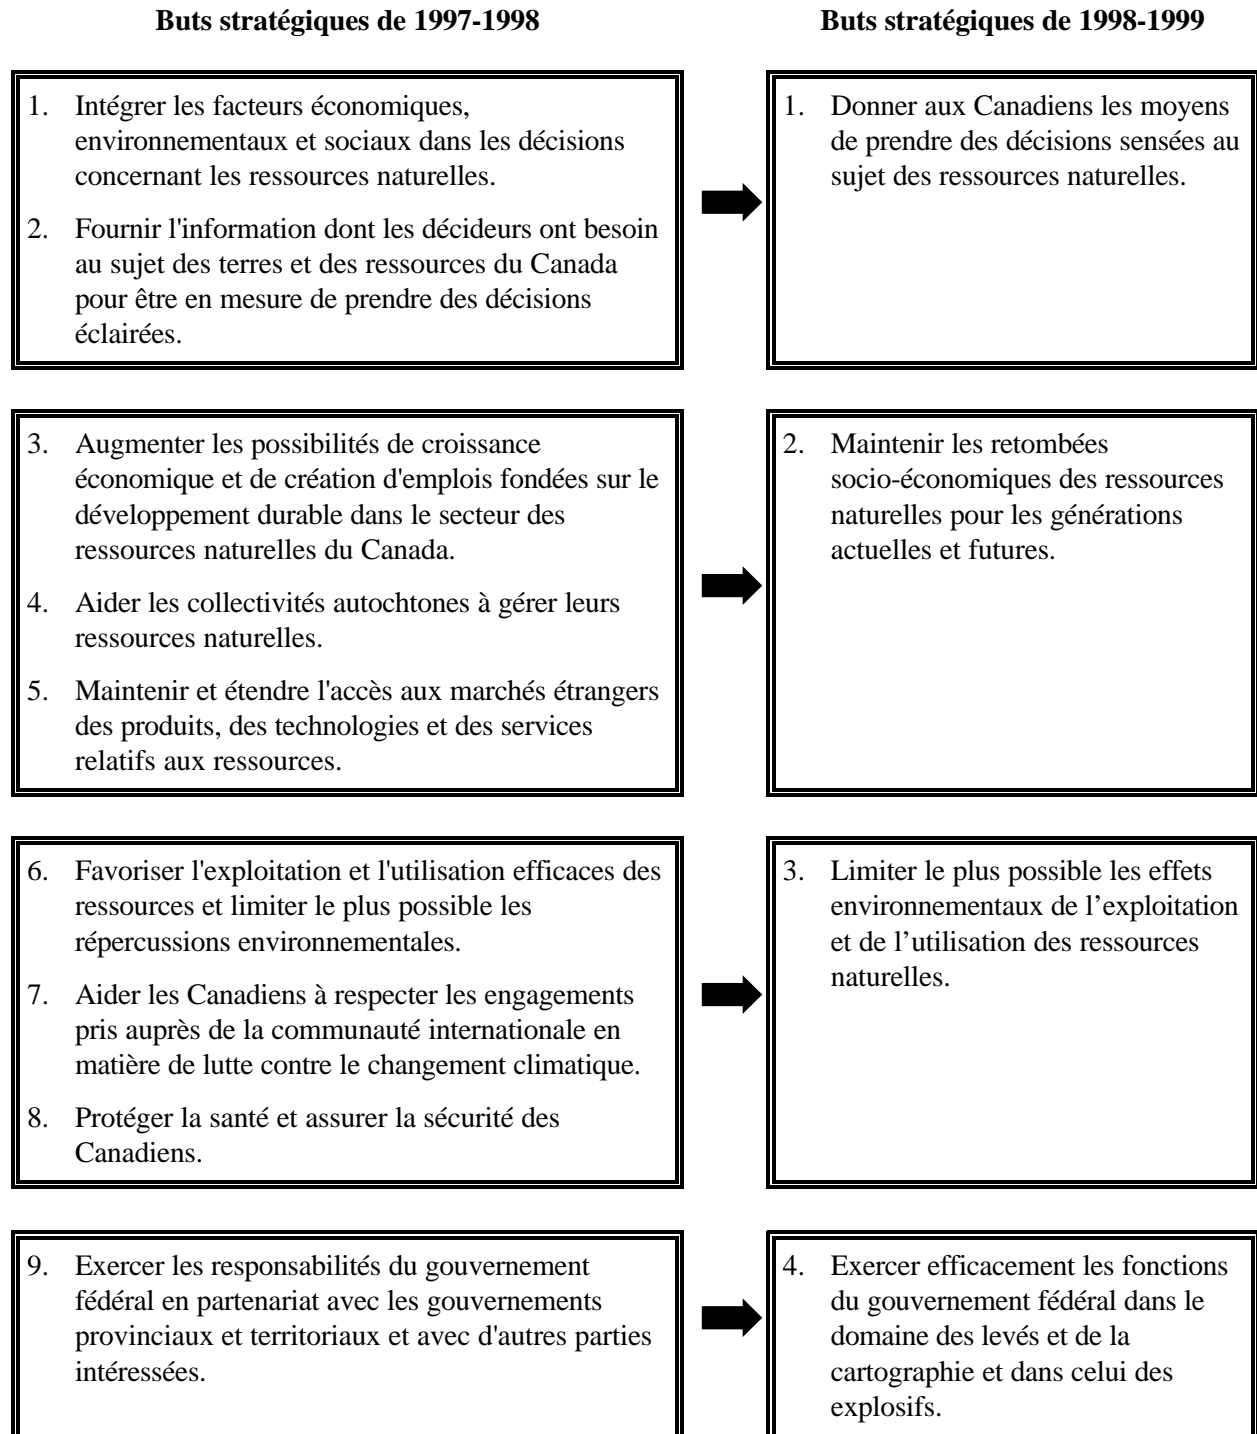 Buts stratégiques de 1997-1998
Buts stratégiques de 1998-1999
1. Intégrer les facteurs économiques,
environnementaux et sociaux dans les décisions
concernant les ressources naturelles.
2. Fournir l'information dont les décideurs ont besoin
au sujet des terres et des ressources du Canada
pour être en mesure de prendre des décisions
éclairées.
1. Donner aux Canadiens les moyens
de prendre des décisions sensées au
sujet des ressources naturelles.
3. Augmenter les possibilités de croissance
économique et de création d'emplois fondées sur le
développement durable dans le secteur des
ressources naturelles du Canada.
4. Aider les collectivités autochtones à gérer leurs
ressources naturelles.
5. Maintenir et étendre l'accès aux marchés étrangers
des produits, des technologies et des services
relatifs aux ressources.
2. Maintenir les retombées
socio-économiques des ressources
naturelles pour les générations
actuelles et futures.
6. Favoriser l'exploitation et l'utilisation efficaces des
ressources et limiter le plus possible les
répercussions environnementales.
7. Aider les Canadiens à respecter les engagements
pris auprès de la communauté internationale en
matière de lutte contre le changement climatique.
8. Protéger la santé et assurer la sécurité des
Canadiens.
3. Limiter le plus possible les effets
environnementaux de l’exploitation
et de l’utilisation des ressources
naturelles.
9. Exercer les responsabilités du gouvernement
fédéral en partenariat avec les gouvernements
provinciaux et territoriaux et avec d'autres parties
intéressées.
4. Exercer efficacement les fonctions
du gouvernement fédéral dans le
domaine des levés et de la
cartographie et dans celui des
explosifs.